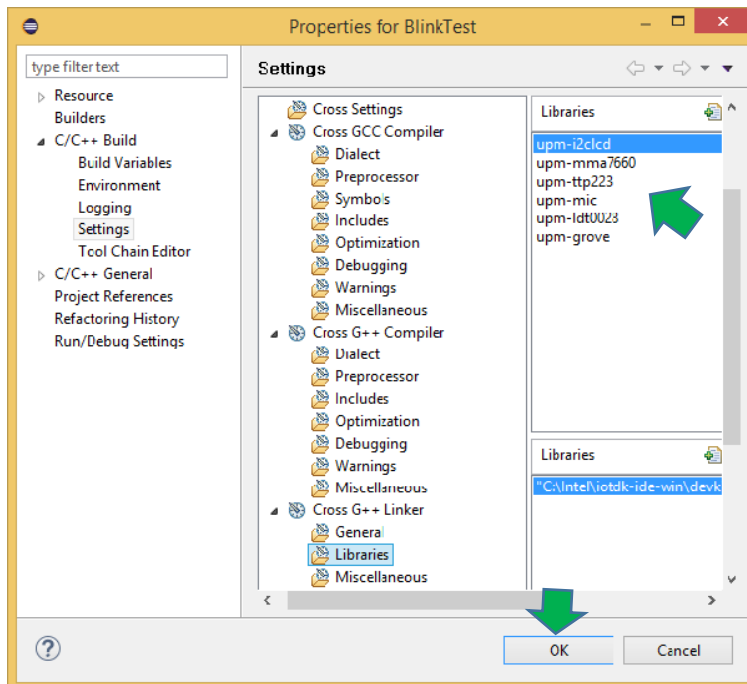 Properties for BlinkTest
type filter text
Resource
Builders
C/C++ Build
Build Variables
Environment
Logging
Settings
Tool Chain Editor
C/C++ General
Project References
Refactoring History
Run/Debug Settings
Settings
Cross Settings
Cross GCC Compiler
Dialect
Preprocessor
Symbols
Includes
Optimization
Debugging
Warnings
Miscellaneous
Cross G++ Compiler
Dialect
Preprocessor
Includes
Optimization
Debugging
Warnings
Miscellaneous
Cross G++ Linker
General
Libraries
Miscellaneous
Libraries
upm-i2clcd
upm-mma7660
upm-ttp223
upm-mic
upm-ldt0028
upm-grove
Libraries
"C:\Intel\iotdk-ide-win\devk
OK
Cancel